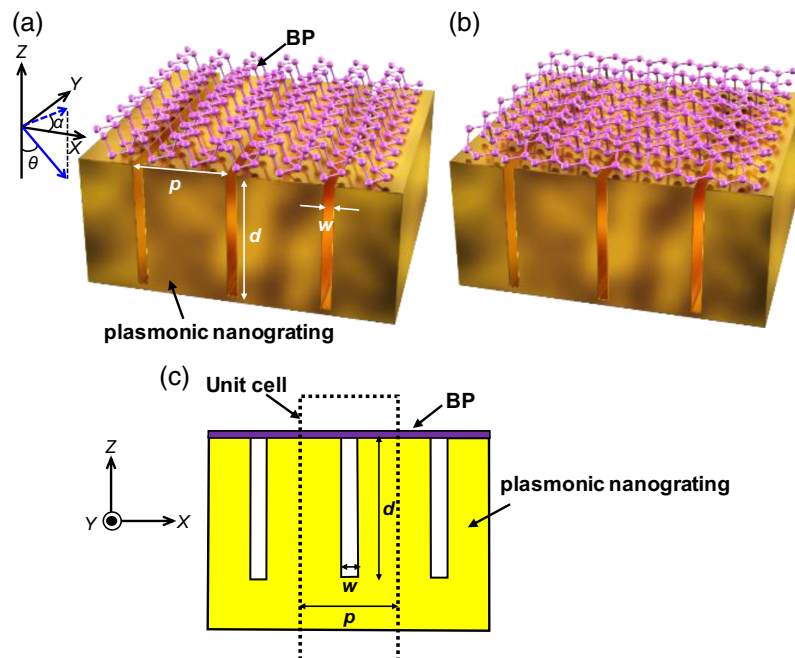 (a)
BP
Z
Y
α
X
θ
p
d
w
plasmonic nanograting
(b)
(c)
Unit cell
BP
Z
Y
X
plasmonic nanograting
d
w
p